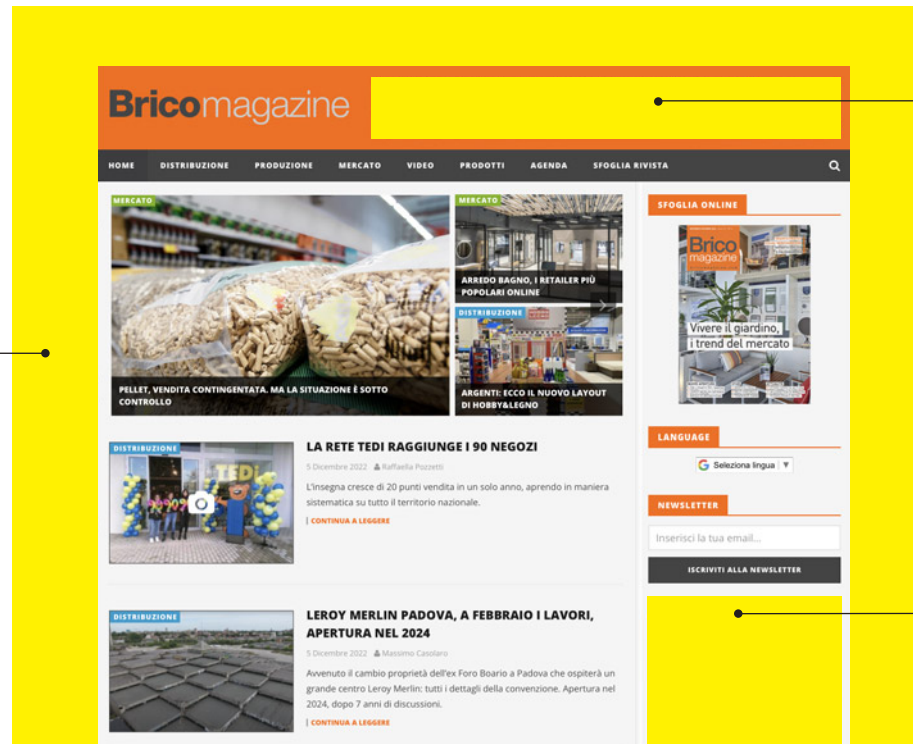 Bricomagazine
HOME DISTRIBUZIONE PRODUZIONE MERCATO VIDEO PRODOTTI AGENDA SFOGLIA RIVISTA
MERCATO
PELLET, VENDITA CONTINGENTATA. MA LA SITUAZIONE È SOTTO
CONTROLLO
MERCATO
ARREDO BAGNO, I RETAILER PIÙ
POPOLARI ONLINE
DISTRIBUZIONE
ARGENTI: ECCO IL NUOVO LAYOUT
DI HOBBY&LEGNO
SFOGLIA ONLINE
Brico
magazine
Vivere il giardino,
i trend del mercato
LANGUAGE
G Seleziona lingua ▼
NEWSLETTER
Inserisci la tua email...
ISCRIVITI ALLA NEWSLETTER
DISTRIBUZIONE
TEDi
LA RETE TEDI RAGGIUNGE I 90 NEGOZI
5 Dicembre 2022 Raffaella Pozzetti
L'insegna cresce di 20 punti vendita in un solo anno, aprendo in maniera
sistematica su tutto il territorio nazionale.
| CONTINUA A LEGGERE
DISTRIBUZIONE
LEROY MERLIN PADOVA, A FEBBRAIO I LAVORI,
APERTURA NEL 2024
5 Dicembre 2022 Massimo Casolaro
Avvenuto il cambio proprietà dell'ex Foro Boario a Padova che ospiterà un
grande centro Leroy Merlin: tutti i dettagli della convenzione. Apertura nel
2024, dopo 7 anni di discussioni.
| CONTINUA A LEGGERE